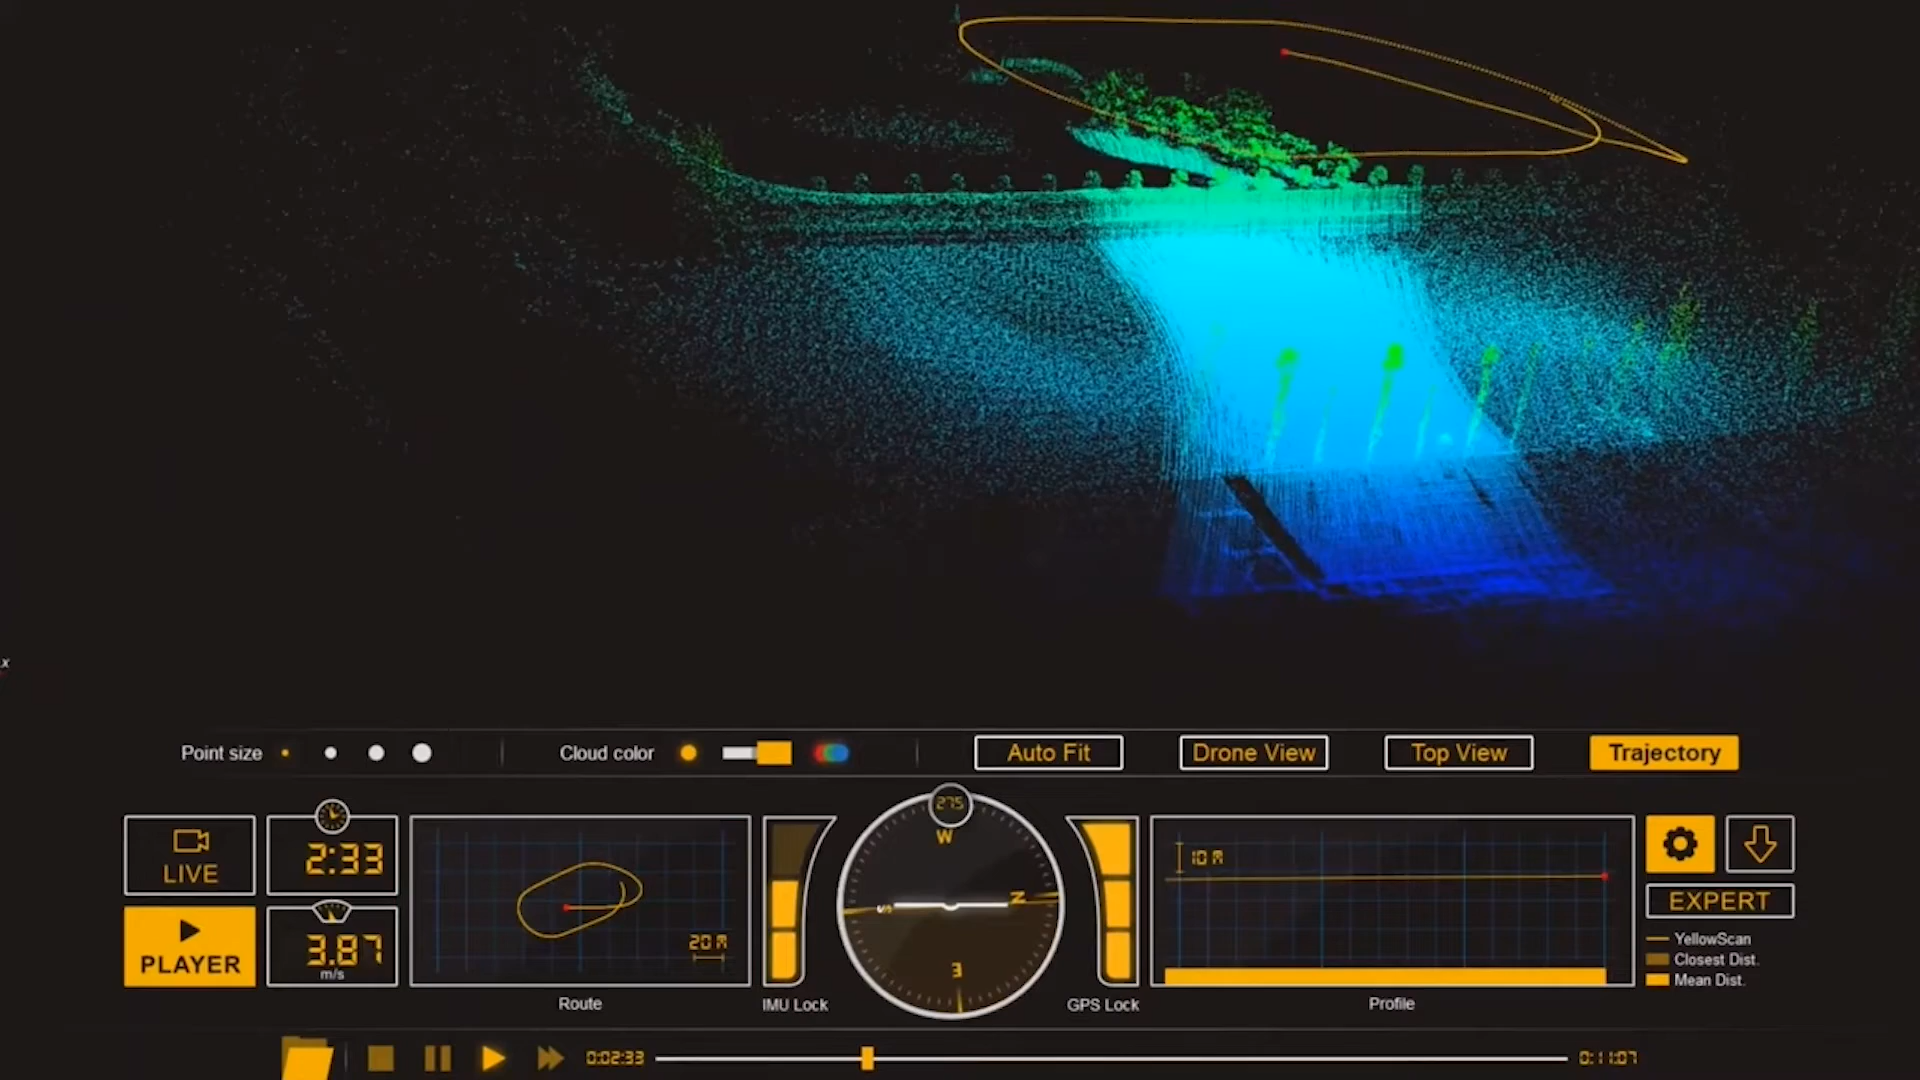 x
Point size
Cloud color
Auto Fit
Drone View
Top View
Trajectory
LIVE
PLAYER
2:33
3.87
m/s
20 m
Route
IMU Lock
275
W
S
N
E
GPS Lock
10 m
Profile
EXPERT
YellowScan
Closest Dist.
Mean Dist.
0:02:33
0:11:07